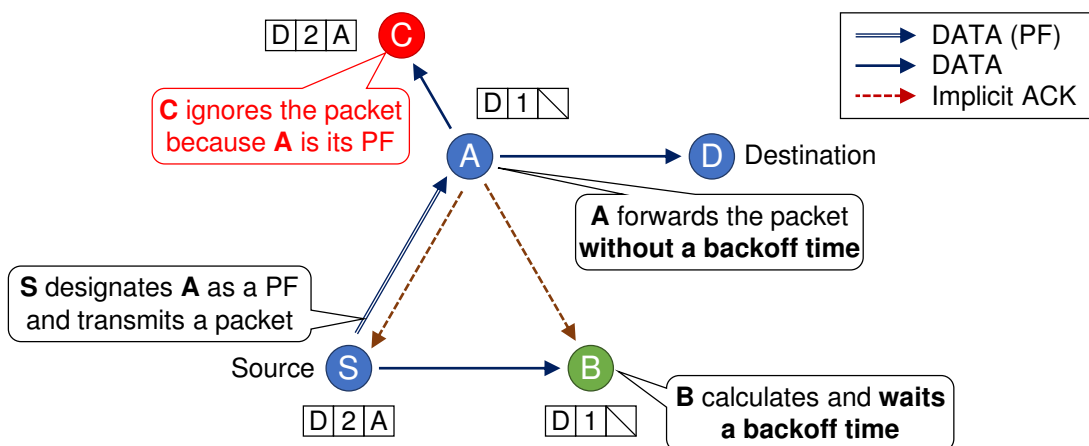 D 2 A
C
DATA (PF)
DATA
Implicit ACK
C ignores the packet
because A is its PF
D 1
A
D
Destination
A forwards the packet
without a backoff time
S designates A as a PF
and transmits a packet
Source
S
B
B calculates and waits
a backoff time
D 2 A
D 1